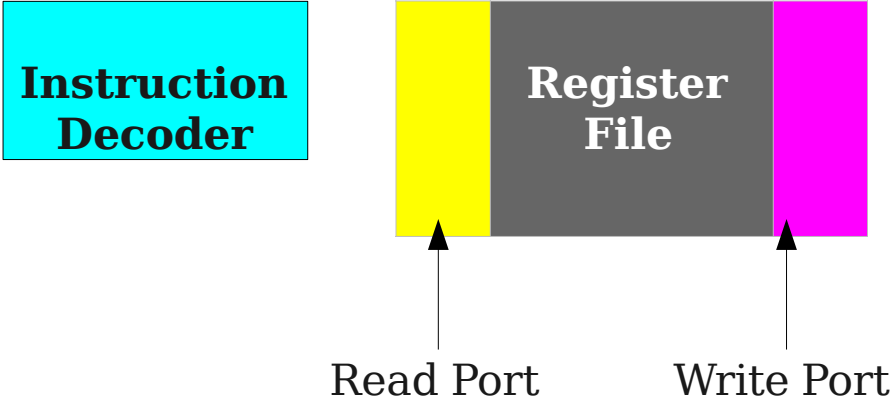 Instruction
Decoder
Register
File
Read Port
Write Port